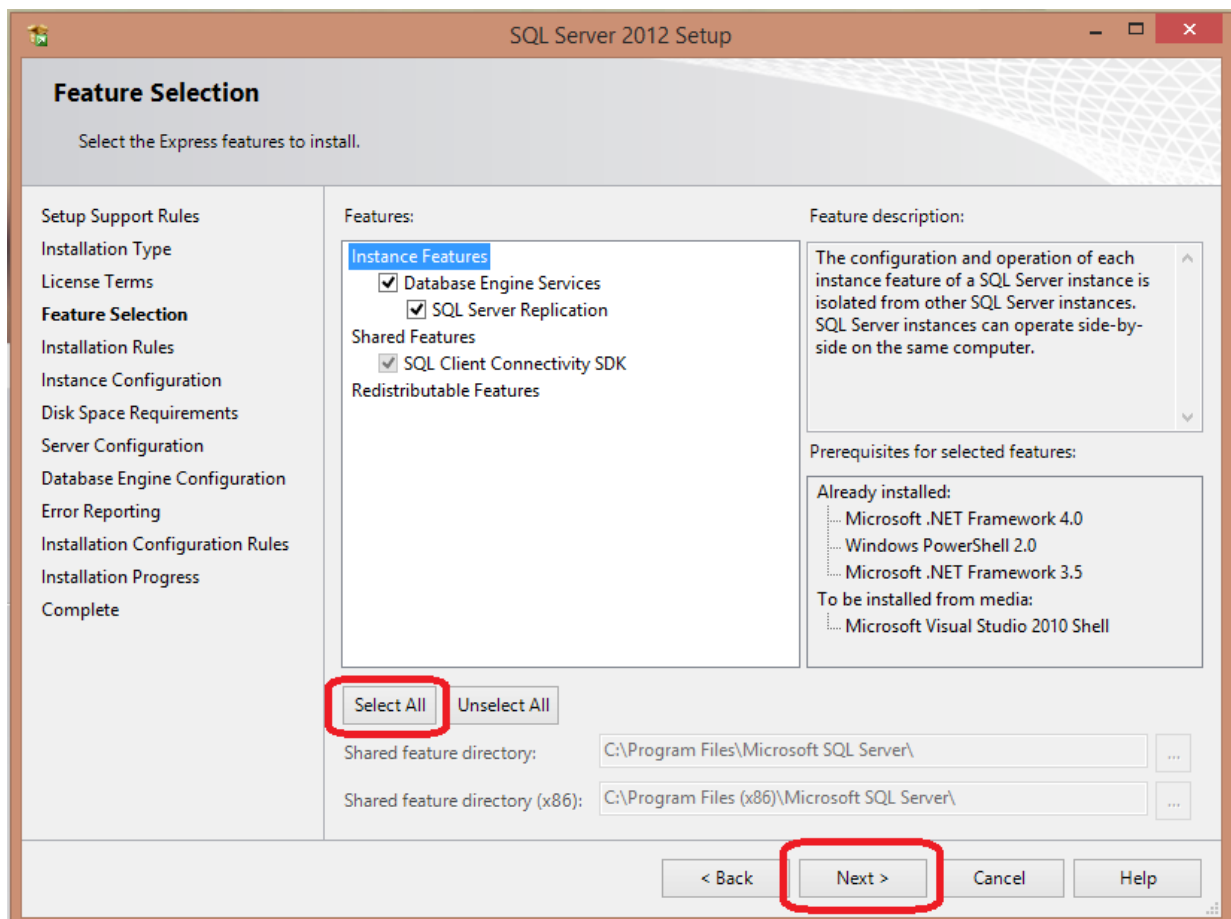 SQL Server 2012 Setup
Feature Selection
Select the Express features to install.
Setup Support Rules
Installation Type
License Terms
Feature Selection
Installation Rules
Instance Configuration
Disk Space Requirements
Server Configuration
Database Engine Configuration
Error Reporting
Installation Configuration Rules
Installation Progress
Complete
Features:
Instance Features
Database Engine Services
SQL Server Replication
Shared Features
SQL Client Connectivity SDK
Redistributable Features
Feature description:
The configuration and operation of each
instance feature of a SQL Server instance is
isolated from other SQL Server instances.
SQL Server instances can operate side-by-
side on the same computer.
Prerequisites for selected features:
Already installed:
Microsoft .NET Framework 4.0
Windows PowerShell 2.0
Microsoft .NET Framework 3.5
To be installed from media:
Microsoft Visual Studio 2010 Shell
Select All
Unselect All
Shared feature directory:
C:\Program Files\Microsoft SQL Server\
...
Shared feature directory (x86):
C:\Program Files (x86)\Microsoft SQL Server\
...
< Back
Next >
Cancel
Help